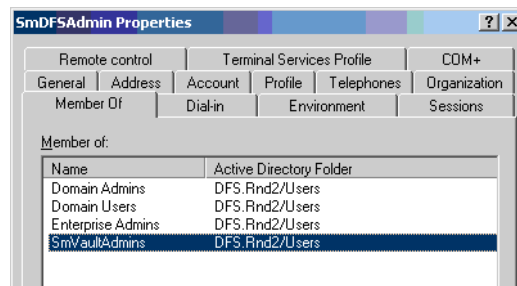 SmDFSAdmin Properties
Remote control Terminal Services Profile COM+
General Address Account Profile Telephones Organization
Member Of Dial-in Environment Sessions
Member of:
Name Active Directory Folder
Domain Admins DFS.Rnd2/Users
Domain Users DFS.Rnd2/Users
Enterprise Admins DFS.Rnd2/Users
SmVaultAdmins DFS.Rnd2/Users